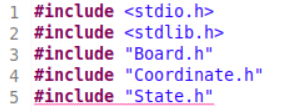 1 #include <stdio.h>
2 #include <stdlib.h>
3 #include "Board.h"
4 #include "Coordinate.h"
5 #include "State.h"